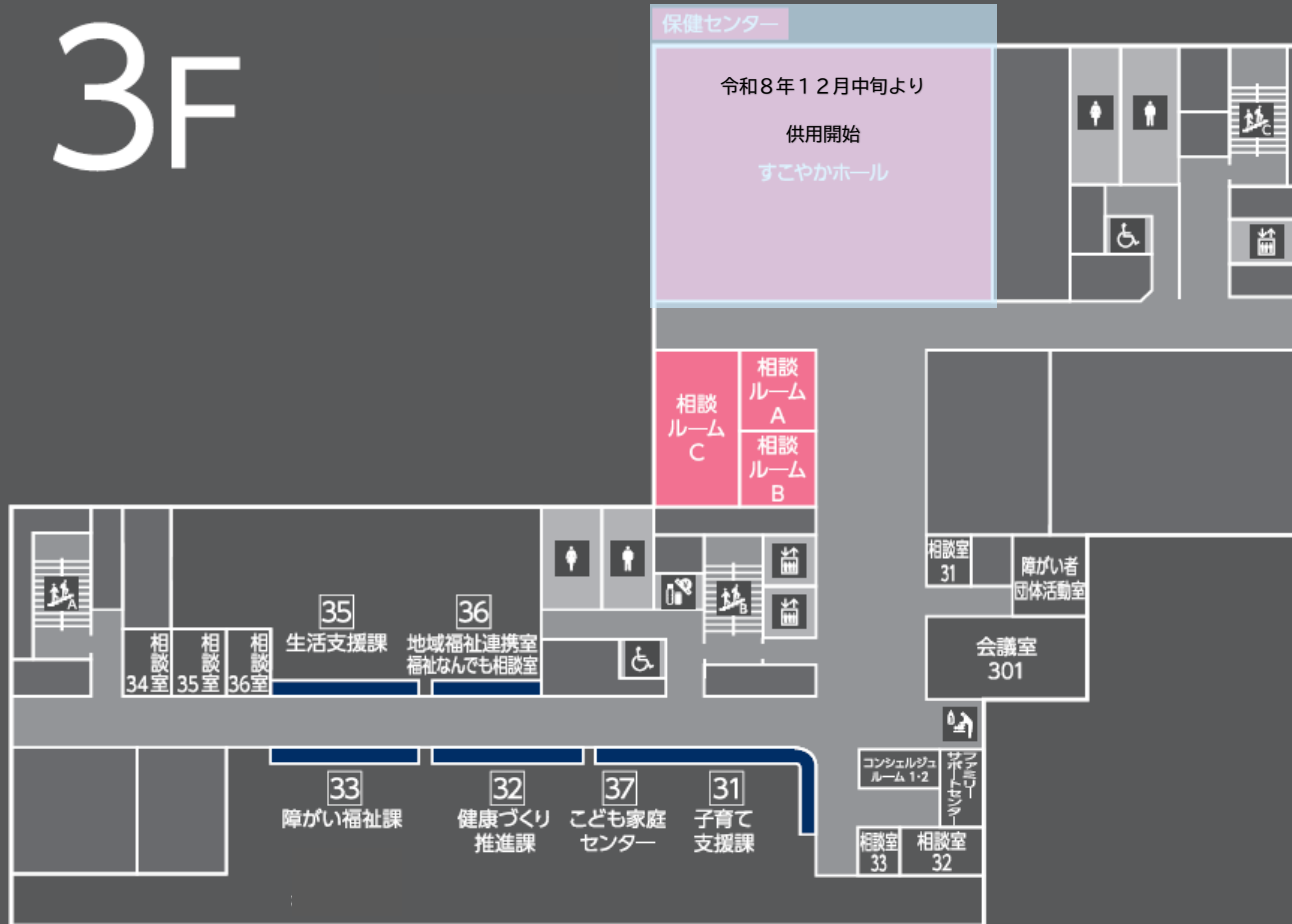 3F
保健センター
令和8年12月中旬より
供用開始
すこやかホール
C
相談
ルーム
C
相談
ルーム
A
相談
ルーム
B
相談室
31
障がい者
団体活動室
会議室
301
A
B
相談室
34
相談室
35
相談室
36
35
生活支援課
36
地域福祉連携室
福祉なんでも相談室
33
障がい福祉課
32
健康づくり
推進課
37
こども家庭
センター
31
子育て
支援課
コンシェルジュ
ルーム 1・2
ファミリー
サポートセンター
相談室
33
相談室
32